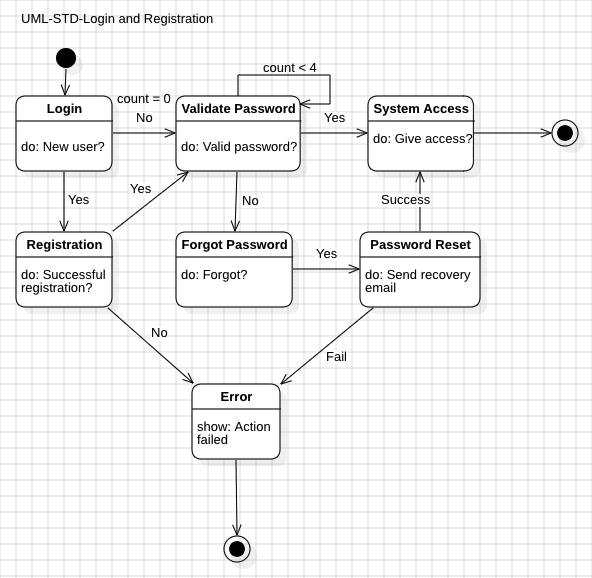 UML-STD-Login and Registration
count < 4
count = 0
Login
No
Validate Password
Yes
System Access
do: New user?
do: Valid password?
do: Give access?
Yes
Yes
No
Success
Registration
Forgot Password
Yes
Password Reset
do: Successful
registration?
do: Forgot?
do: Send recovery
email
No
Fail
Error
show: Action
failed